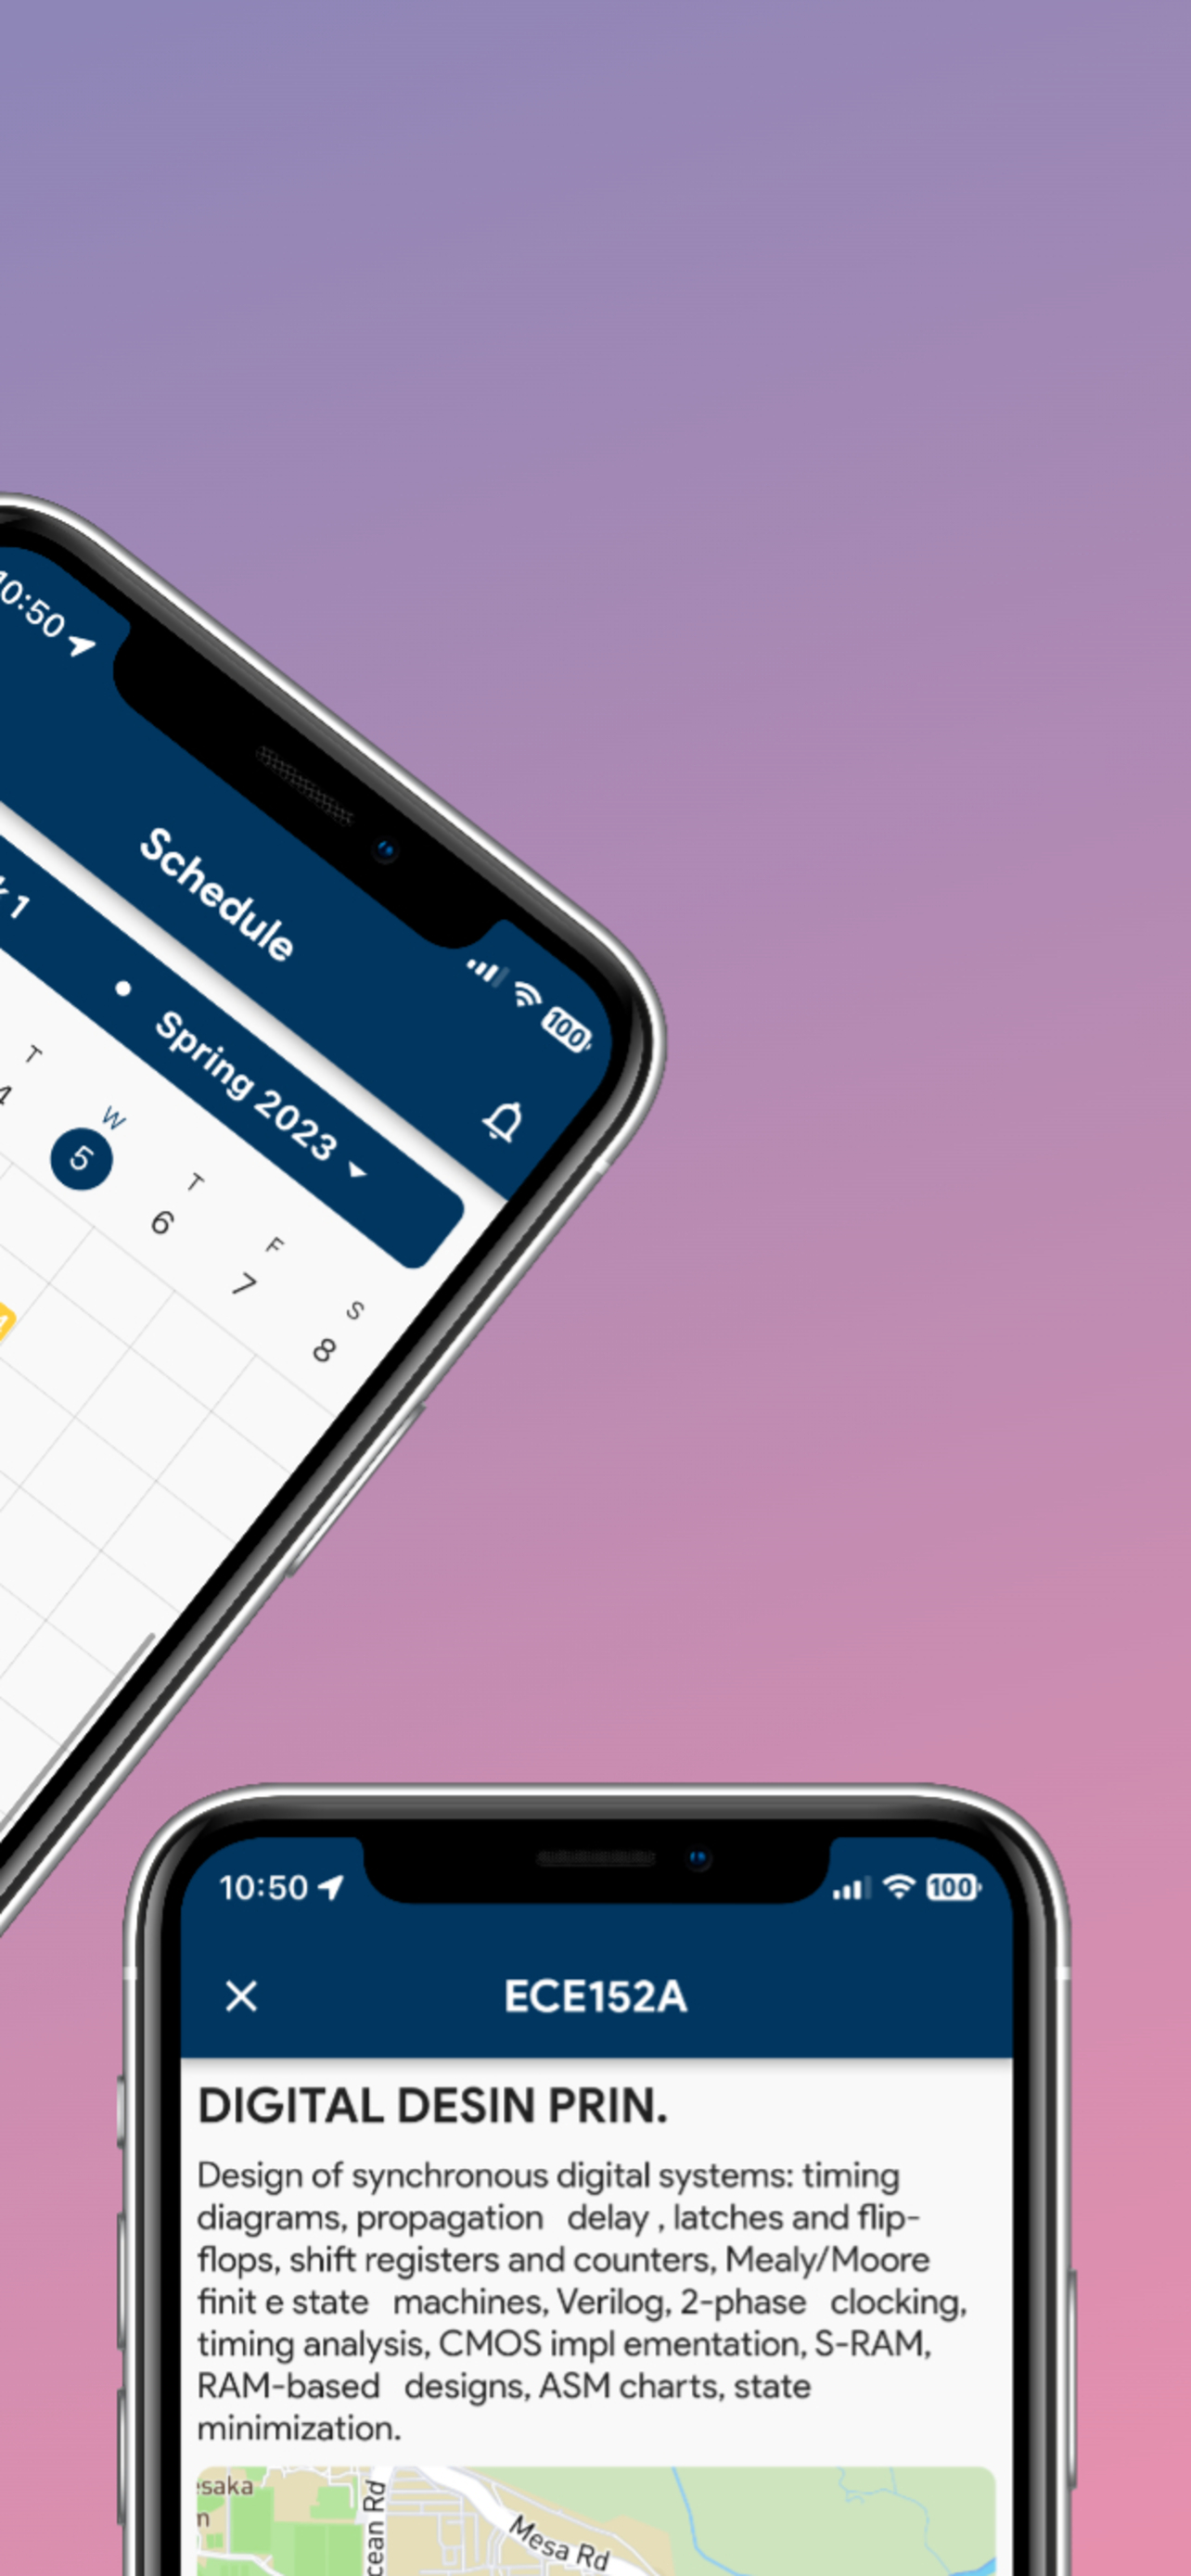 10:50
100
Schedule
1
Spring 2023
T W T F S
4 5 6 7 8
10:50
100
ECE152A
DIGITAL DESIN PRIN.
Design of synchronous digital systems: timing
diagrams, propagation   delay , latches and flip-
flops, shift registers and counters, Mealy/Moore
finit e state   machines, Verilog, 2-phase   clocking,
timing analysis, CMOS impl ementation, S-RAM,
RAM-based   designs, ASM charts, state
minimization.
esaka
m
cean Rd
Mesa Rd